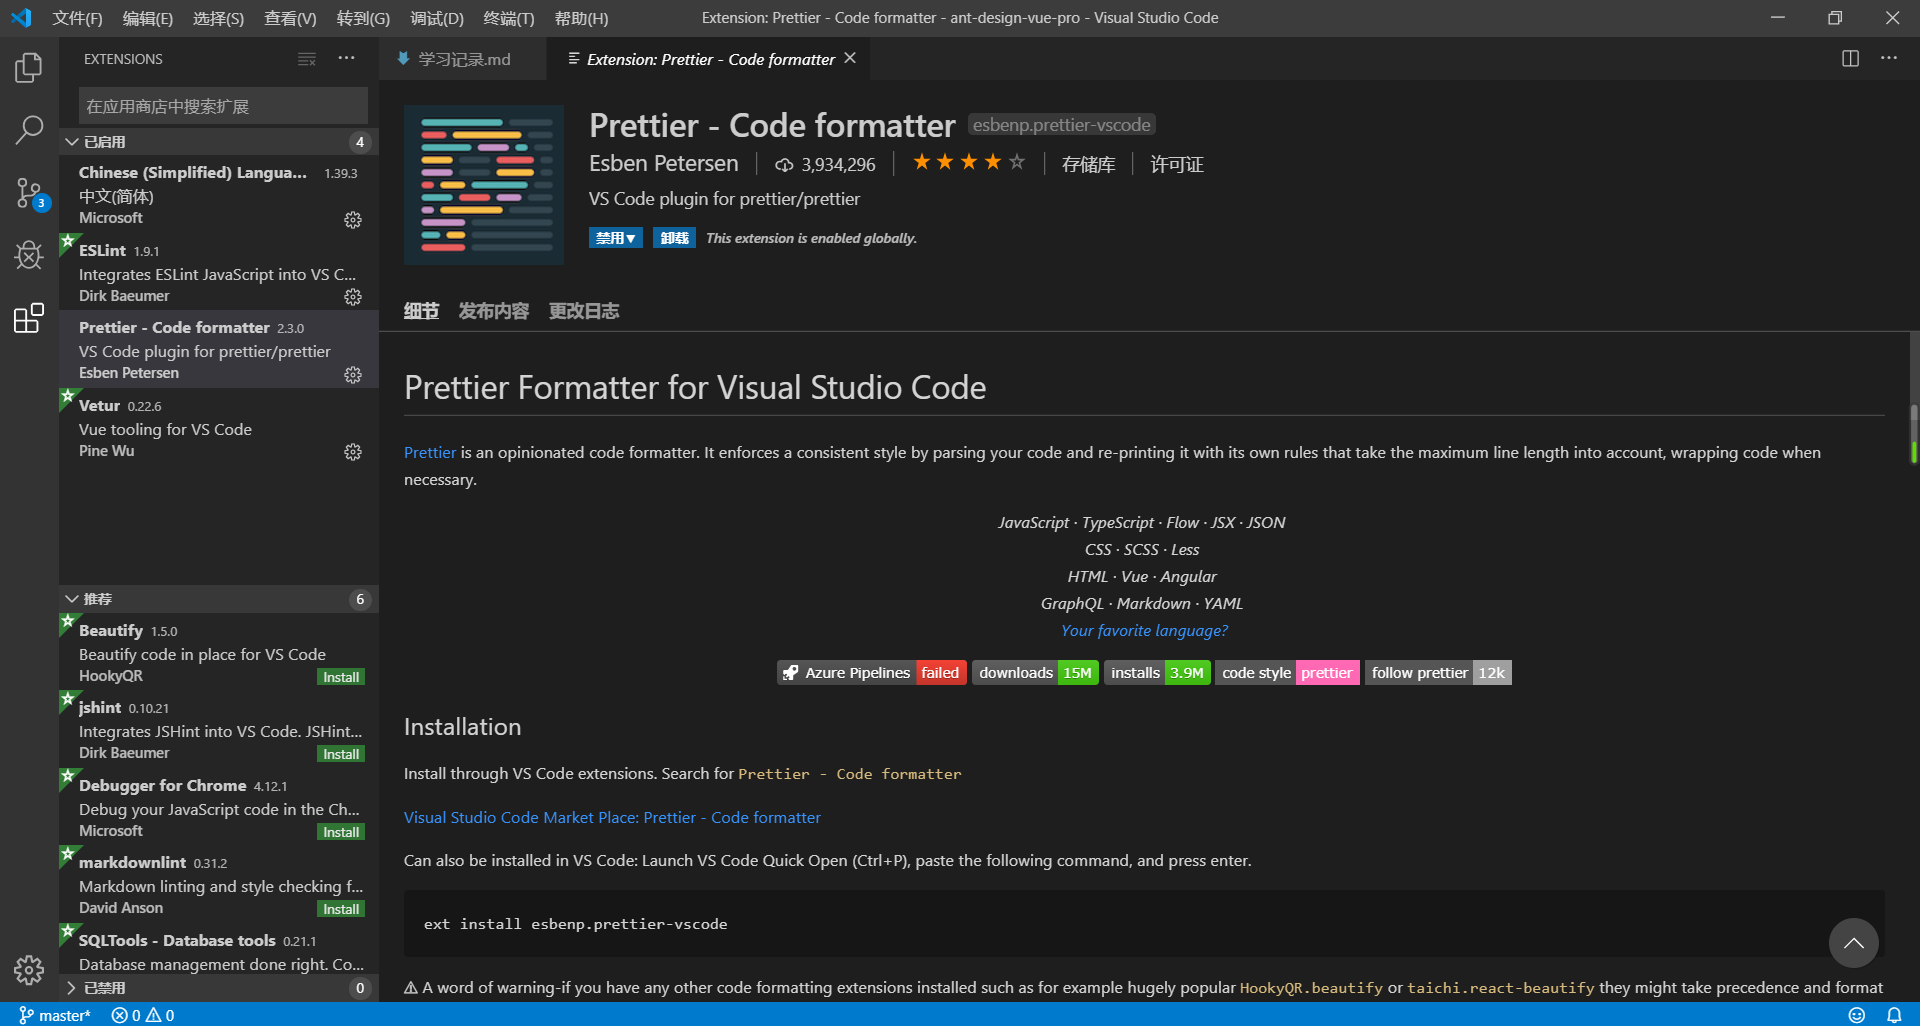 文件(F) 编辑(E) 选择(S) 查看(V) 转到(G) 调试(D) 终端(T) 帮助(H) Extension: Prettier - Code formatter - ant-design-vue-pro - Visual Studio Code
EXTENSIONS
学习记录.md
Extension: Prettier - Code formatter
在应用商店中搜索扩展
已启用 4
Chinese (Simplified) Langua... 1.39.3
中文(简体)
Microsoft
ESLint 1.9.1
Integrates ESLint JavaScript into VS C...
Dirk Baeumer
Prettier - Code formatter 2.3.0
VS Code plugin for prettier/prettier
Esben Petersen
Vetur 0.22.6
Vue tooling for VS Code
Pine Wu
推荐 6
Beautify 1.5.0
Beautify code in place for VS Code
HookyQR Install
jshint 0.10.21
Integrates JSHint into VS Code. JSHint...
Dirk Baeumer Install
Debugger for Chrome 4.12.1
Debug your JavaScript code in the Ch...
Microsoft Install
markdownlint 0.31.2
Markdown linting and style checking f...
David Anson Install
SQLTools - Database tools 0.21.1
Database management done right. Co...
已禁用 0
3
Prettier - Code formatter esbenp.prettier-vscode
Esben Petersen 3,934,296 存储库 许可证
VS Code plugin for prettier/prettier
禁用▼ 卸载 This extension is enabled globally.
细节 发布内容 更改日志
Prettier Formatter for Visual Studio Code
Prettier is an opinionated code formatter. It enforces a consistent style by parsing your code and re-printing it with its own rules that take the maximum line length into account, wrapping code when
necessary.
JavaScript · TypeScript · Flow · JSX · JSON
CSS · SCSS · Less
HTML · Vue · Angular
GraphQL · Markdown · YAML
Your favorite language?
Azure Pipelines failed downloads 15M installs 3.9M code style prettier follow prettier 12k
Installation
Install through VS Code extensions. Search for Prettier - Code formatter
Visual Studio Code Market Place: Prettier - Code formatter
Can also be installed in VS Code: Launch VS Code Quick Open (Ctrl+P), paste the following command, and press enter.
ext install esbenp.prettier-vscode
⚠ A word of warning-if you have any other code formatting extensions installed such as for example hugely popular HookyQR.beautify or taichi.react-beautify they might take precedence and format
master* 0 0